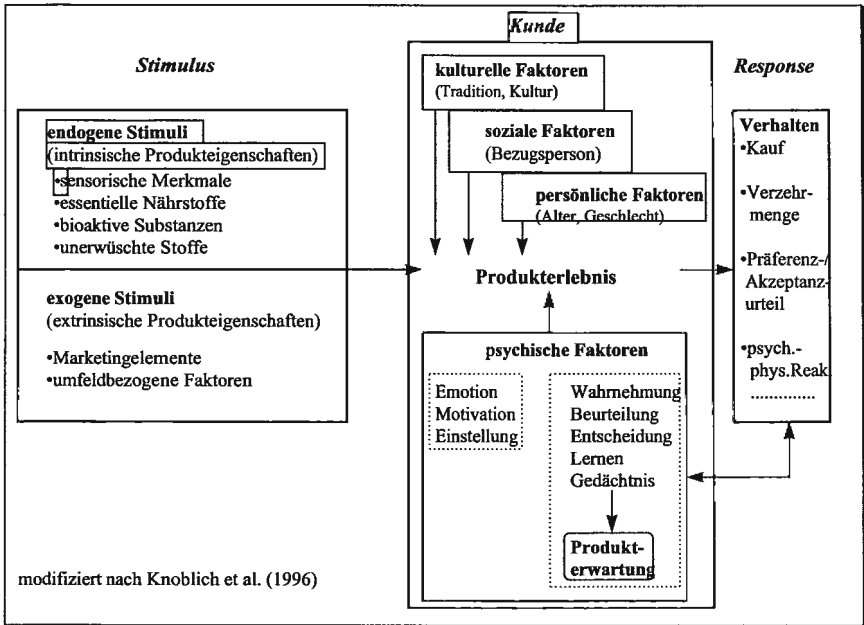 Stimulus
endogene Stimuli
(intrinsische Produkteigenschaften)
•sensorische Merkmale
•essentielle Nährstoffe
•bioaktive Substanzen
•unerwüschte Stoffe
exogene Stimuli
(extrinsische Produkteigenschaften)
•Marketingelemente
•umfeldbezogene Faktoren
Kunde
kulturelle Faktoren
(Tradition, Kultur)
soziale Faktoren
(Bezugsperson)
persönliche Faktoren
(Alter, Geschlecht)
Produkterlebnis
psychische Faktoren
Emotion
Motivation
Einstellung
Wahrnehmung
Beurteilung
Entscheidung
Lernen
Gedächtnis
Produkt-
erwartung
Response
Verhalten
•Kauf
•Verzehr-
menge
•Präferenz-/
Akzeptanz-
urteil
•psych.-
phys.Reak.
..............
modifiziert nach Knoblich et al. (1996)